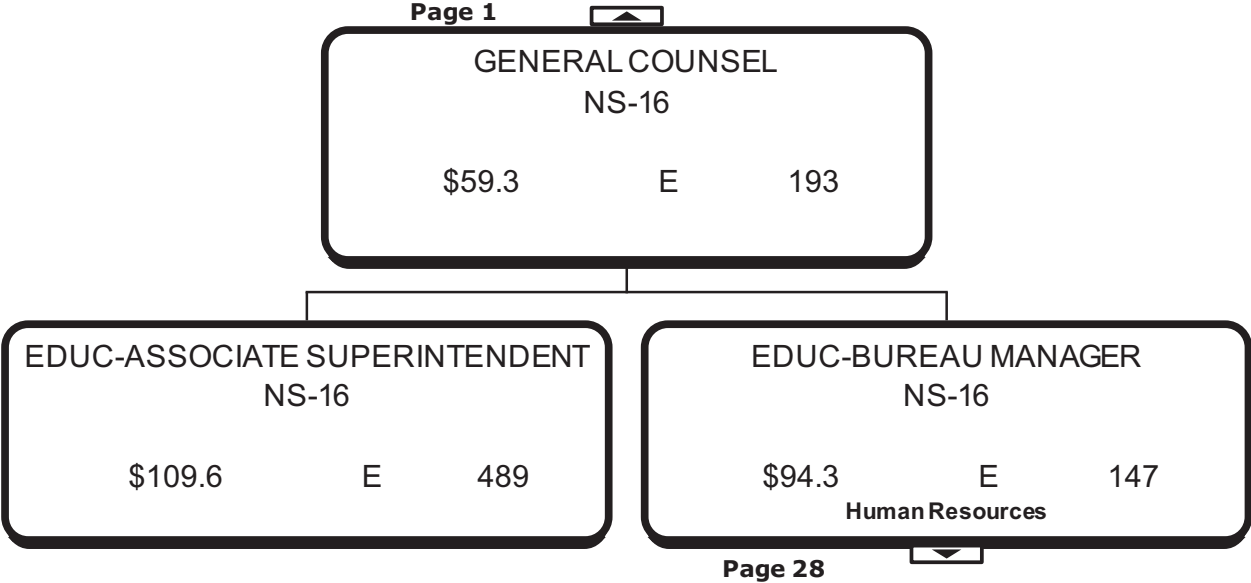 Page 1
GENERAL COUNSEL
NS-16
$59.3 E 193
EDUC-ASSOCIATE SUPERINTENDENT
NS-16
$109.6 E 489
EDUC-BUREAU MANAGER
NS-16
$94.3 E 147
Human Resources
Page 28